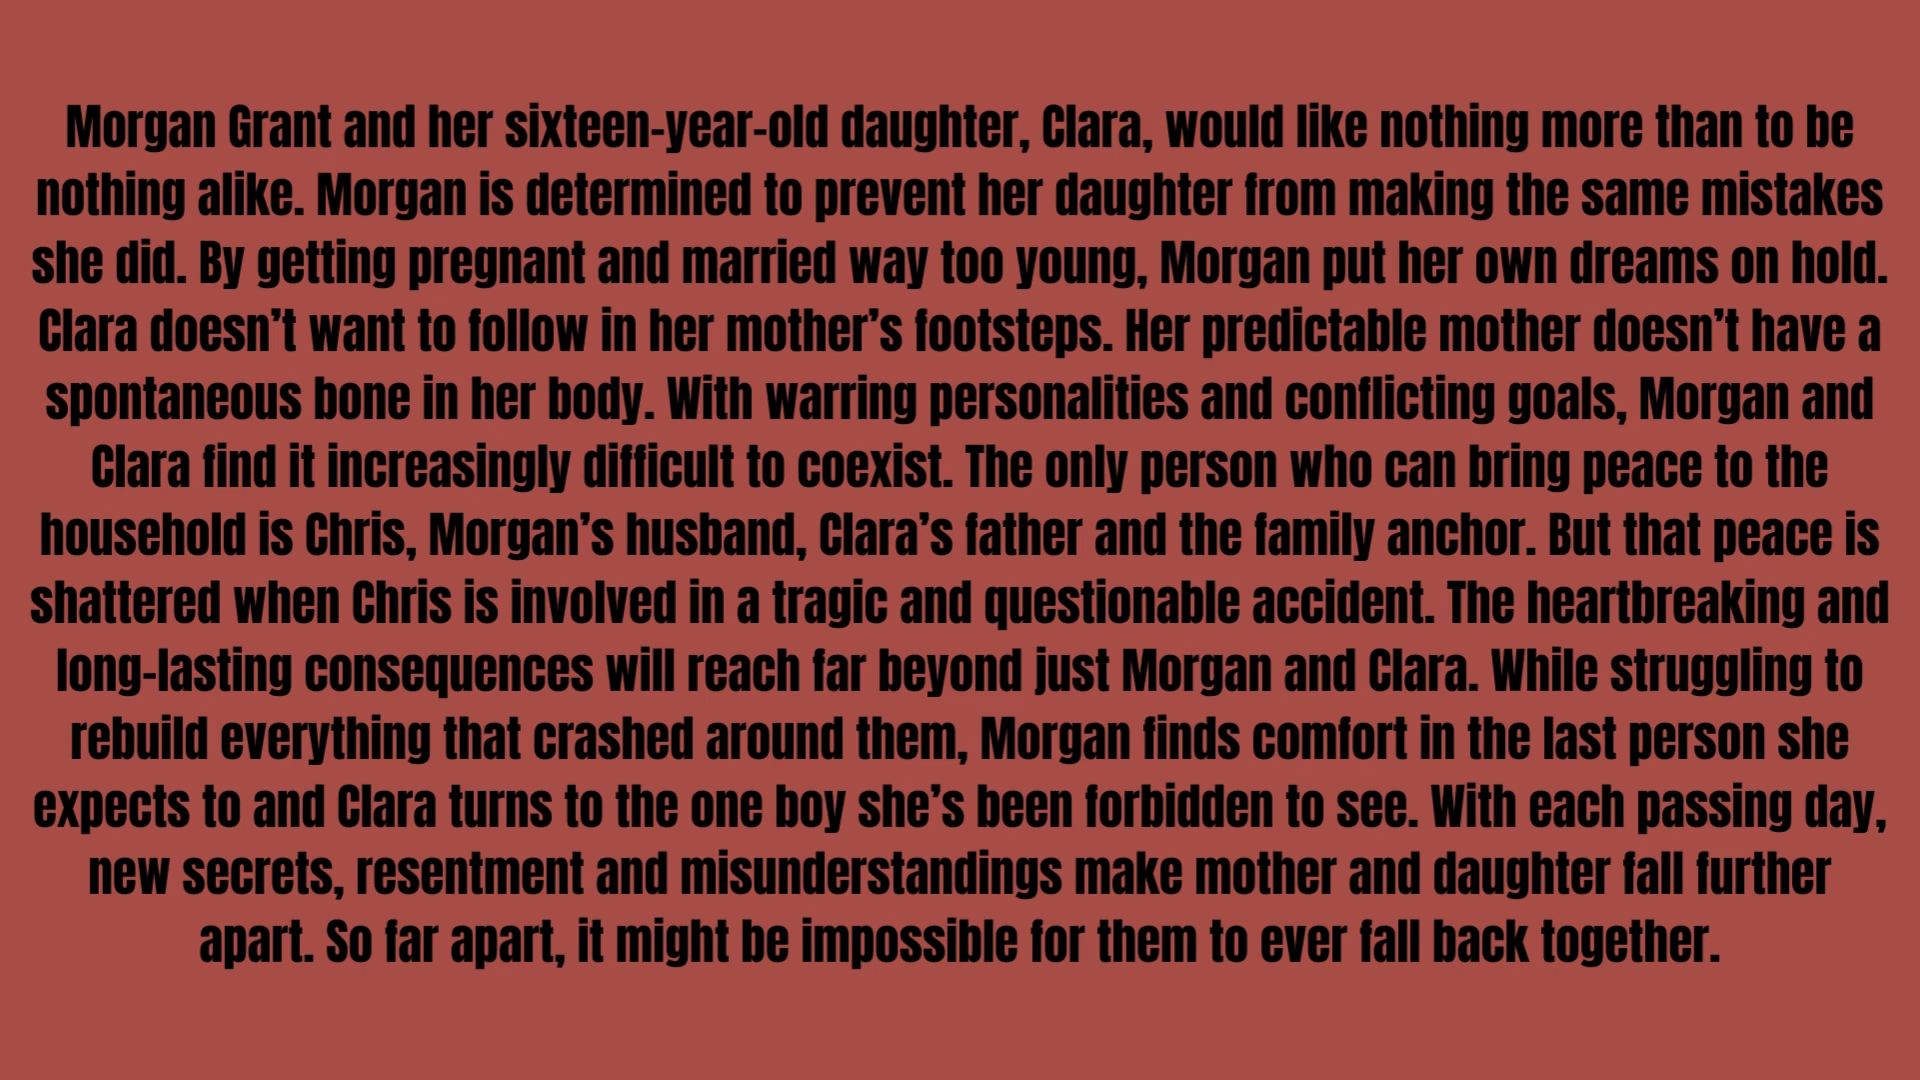 Morgan Grant and her sixteen-year-old daughter, Clara, would like nothing more than to be
nothing alike. Morgan is determined to prevent her daughter from making the same mistakes
she did. By getting pregnant and married way too young, Morgan put her own dreams on hold.
Clara doesn’t want to follow in her mother’s footsteps. Her predictable mother doesn’t have a
spontaneous bone in her body. With warring personalities and conflicting goals, Morgan and
Clara find it increasingly difficult to coexist. The only person who can bring peace to the
household is Chris, Morgan’s husband, Clara’s father and the family anchor. But that peace is
shattered when Chris is involved in a tragic and questionable accident. The heartbreaking and
long-lasting consequences will reach far beyond just Morgan and Clara. While struggling to
rebuild everything that crashed around them, Morgan finds comfort in the last person she
expects to and Clara turns to the one boy she’s been forbidden to see. With each passing day,
new secrets, resentment and misunderstandings make mother and daughter fall further
apart. So far apart, it might be impossible for them to ever fall back together.